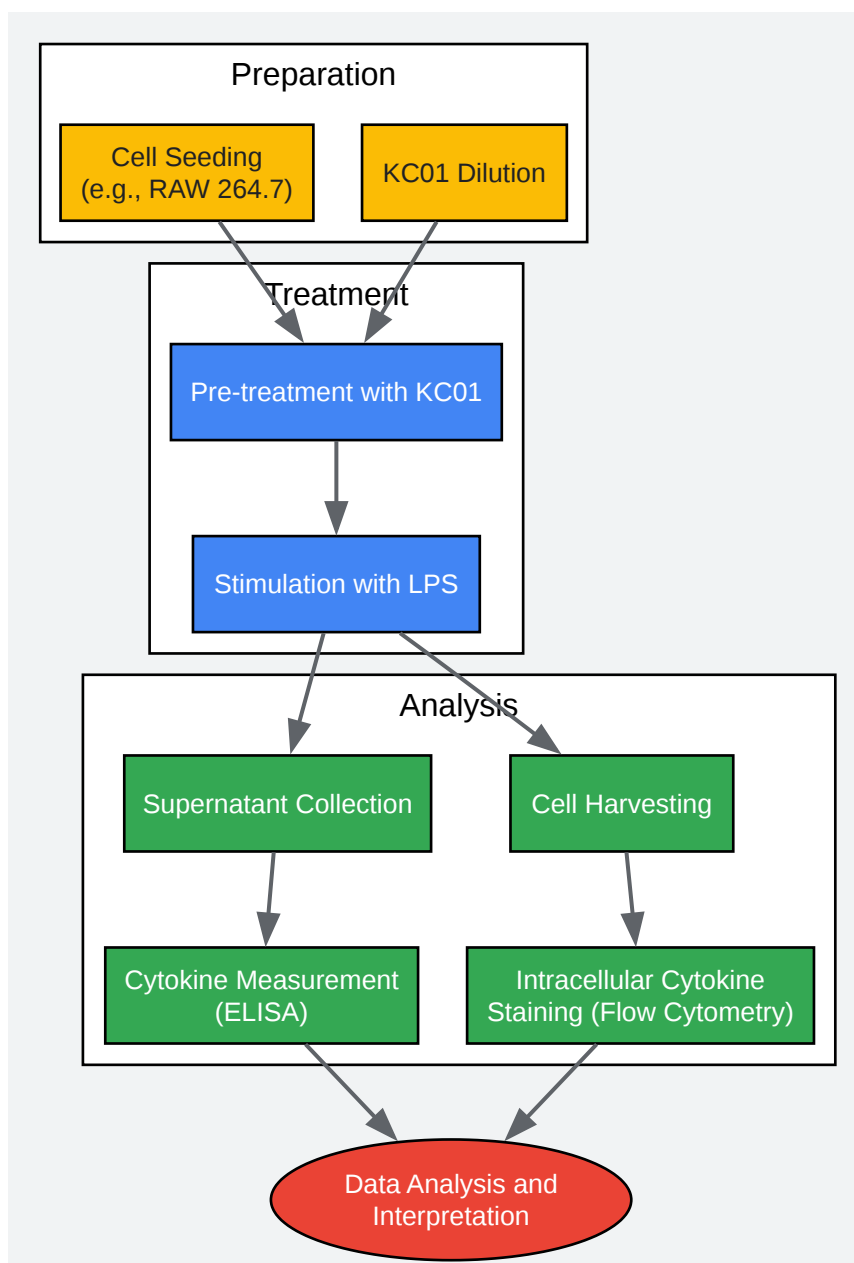 Preparation
Cell Seeding
(e.g., RAW 264.7)
KC01 Dilution
Treatment
Pre-treatment with KC01
Stimulation with LPS
Analysis
Supernatant Collection
Cell Harvesting
Cytokine Measurement
(ELISA)
Intracellular Cytokine
Staining (Flow Cytometry)
Data Analysis and
Interpretation